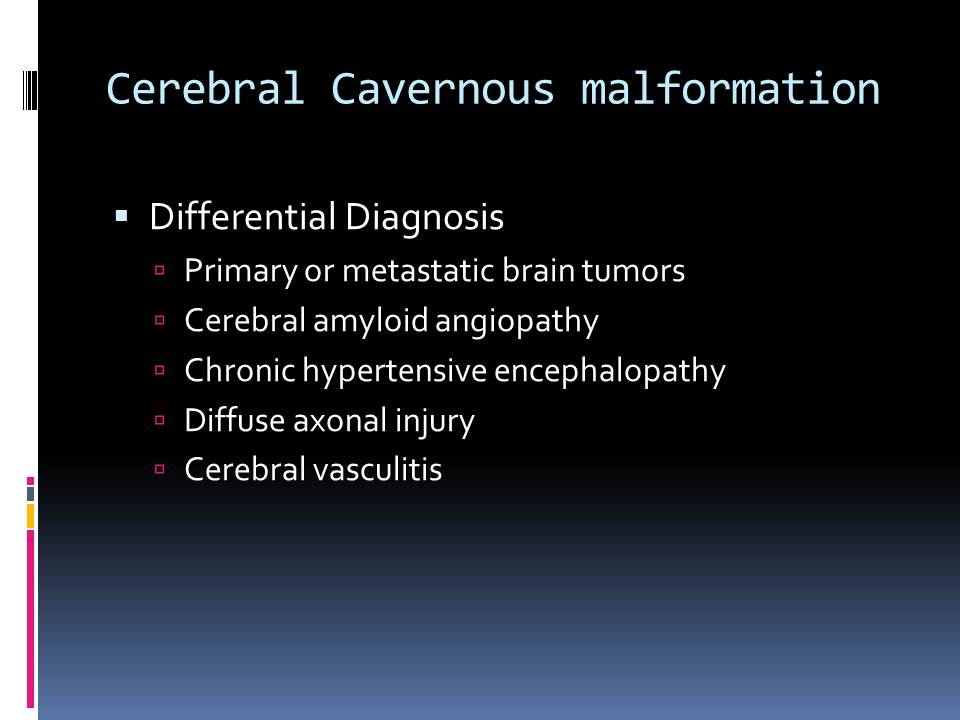 Cerebral Cavernous malformation
Differential Diagnosis
Primary or metastatic brain tumors
Cerebral amyloid angiopathy
Chronic hypertensive encephalopathy
Diffuse axonal injury
Cerebral vasculitis